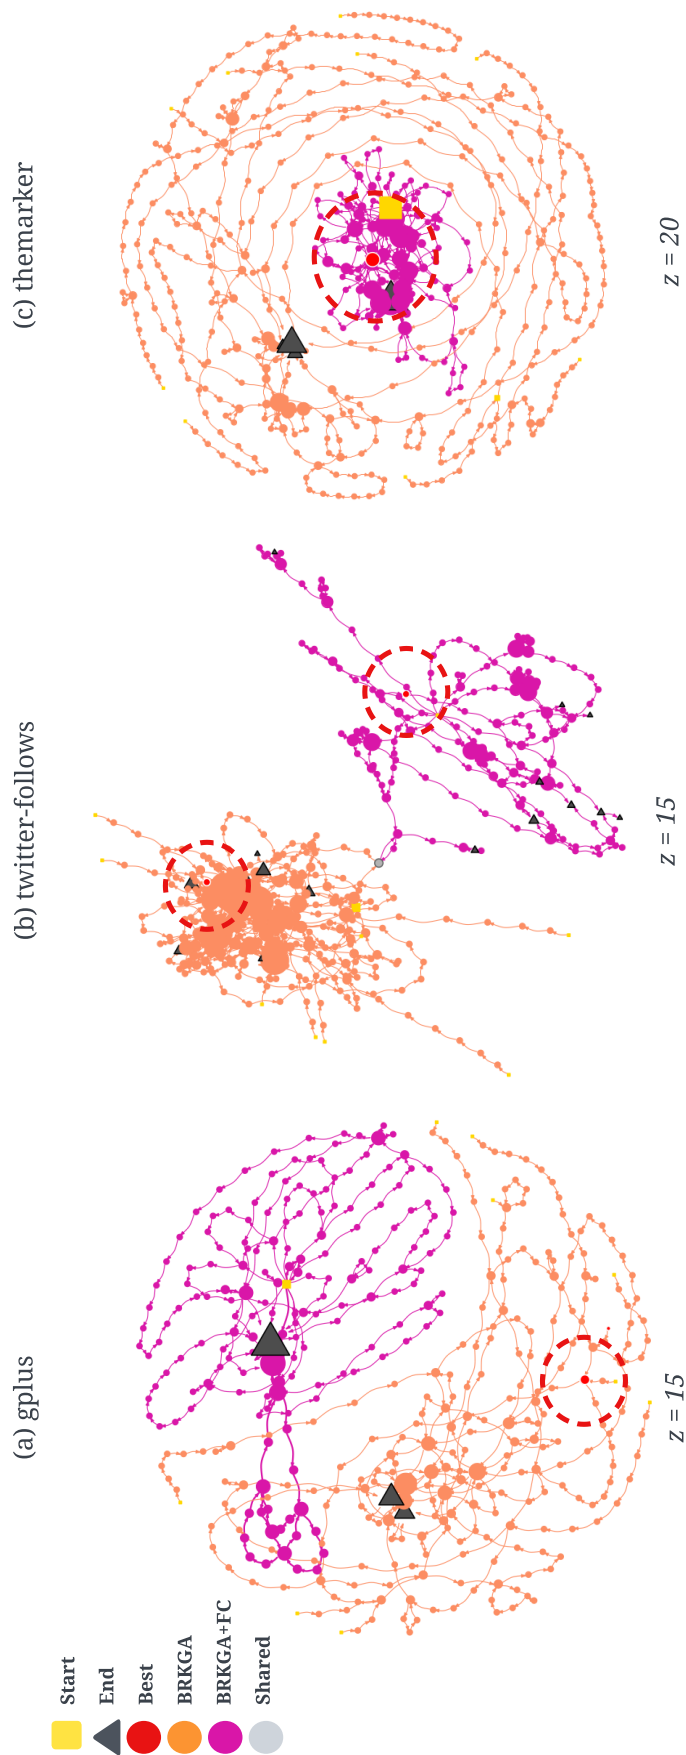 Start
End
Best
BRKGA
BRKGA+FC
Shared
(a) gplus
z = 15
(b) twitter-follows
z = 15
(c) themarker
z = 20